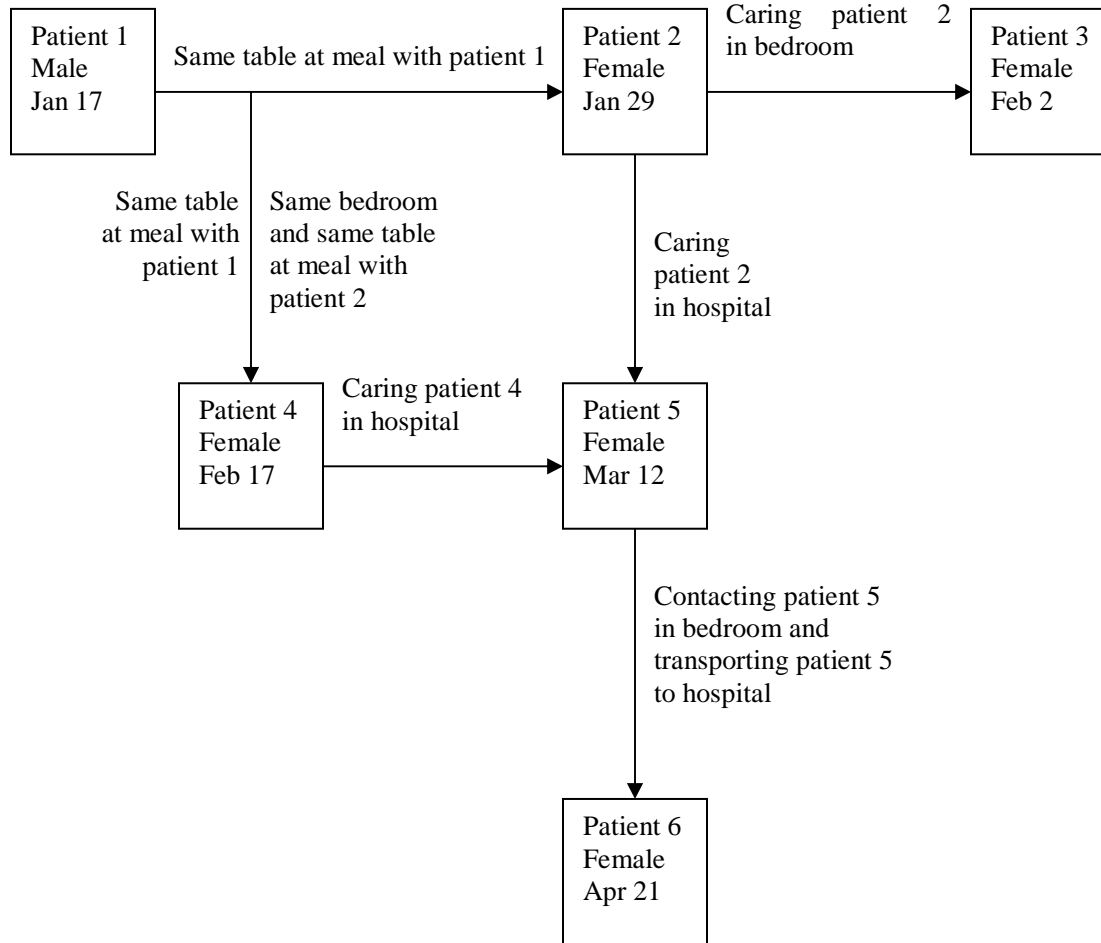 Patient 1
Male
Jan 17
Same table at meal with patient 1
Patient 2
Female
Jan 29
Caring patient 2
in bedroom
Patient 3
Female
Feb 2
Same table
at meal with
patient 1
Same bedroom
and same table
at meal with
patient 2
Caring
patient 2
in hospital
Patient 4
Female
Feb 17
Caring patient 4
in hospital
Patient 5
Female
Mar 12
Contacting patient 5
in bedroom and
transporting patient 5
to hospital
Patient 6
Female
Apr 21